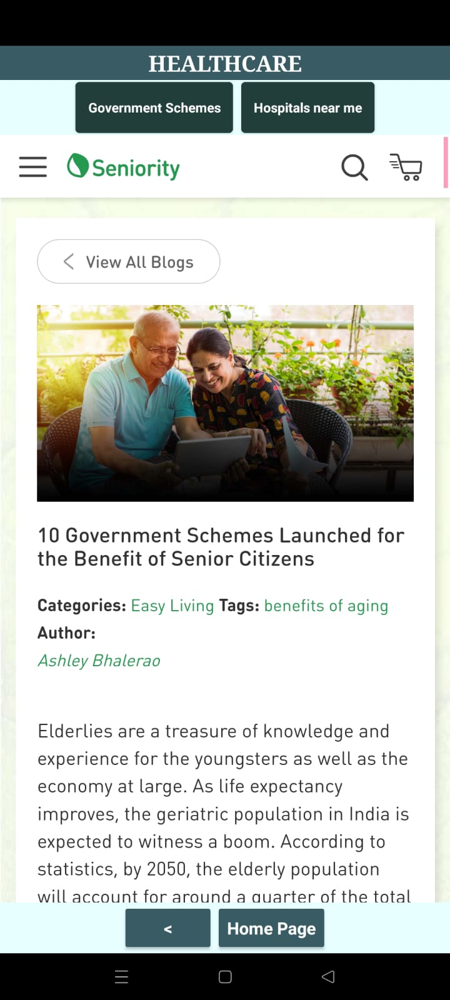 HEALTHCARE
Government Schemes
Hospitals near me
Seniority
View All Blogs
10 Government Schemes Launched for
the Benefit of Senior Citizens
Categories: Easy Living Tags: benefits of aging
Author:
Ashley Bhalerao
Elderlies are a treasure of knowledge and
experience for the youngsters as well as the
economy at large. As life expectancy
improves, the geriatric population in India is
expected to witness a boom. According to
statistics, by 2050, the elderly population
will account for around a quarter of the total
<
Home Page